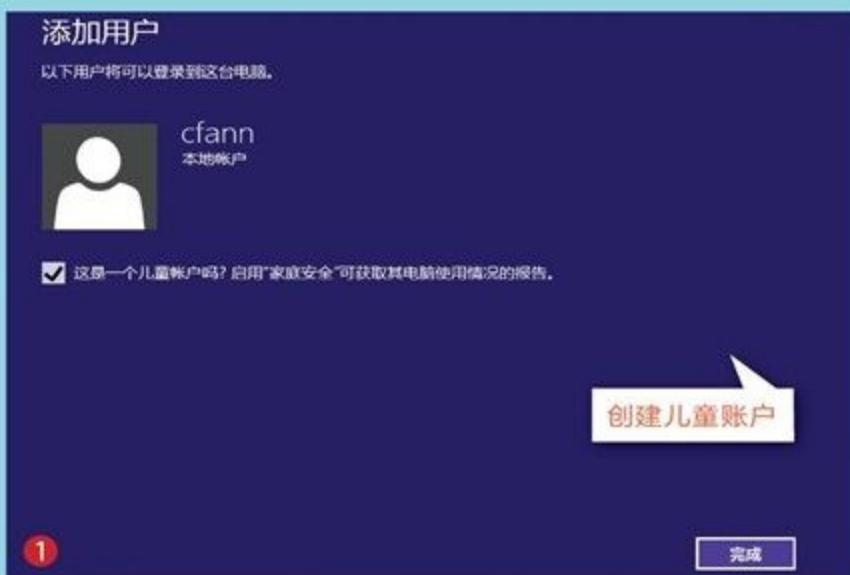 添加用户
以下用户将可以登录到这台电脑。
cfann
本地帐户
这是一个儿童帐户吗？启用"家庭安全"可获取其电脑使用情况的报告。
创建儿童账户
1
完成